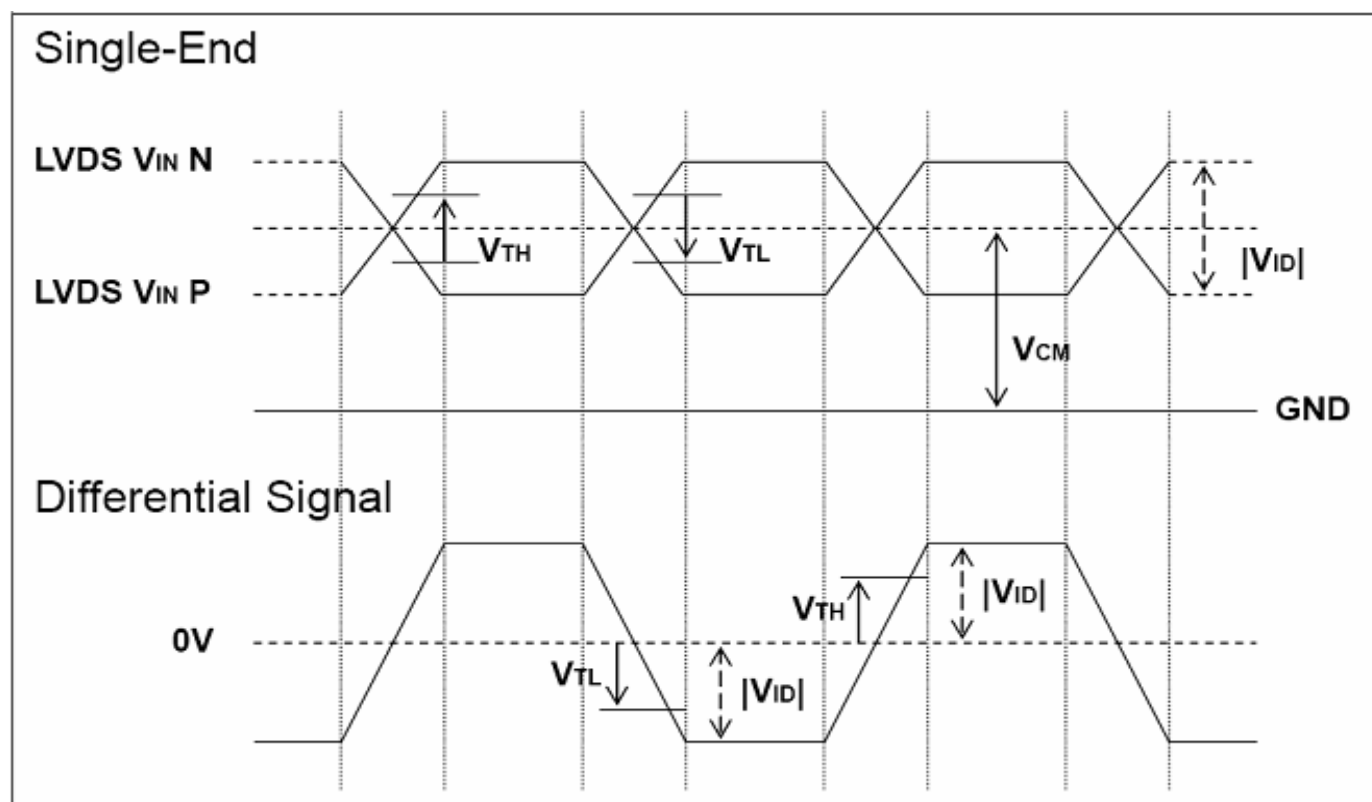 Single-End
LVDS VIN N
VTH
VTL
|VID|
LVDS VIN P
VCM
GND
Differential Signal
VTH
|VID|
0V
VTL
|VID|